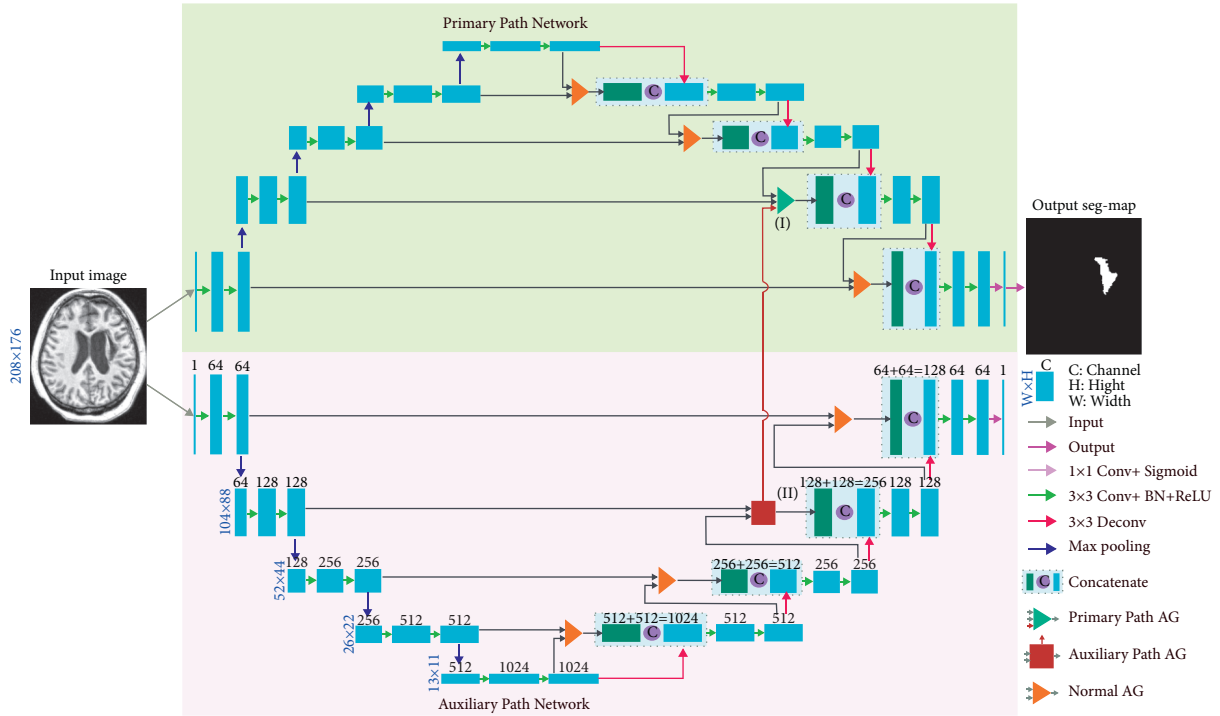 Primary Path Network
C
C
C
(I)
Output seg-map
Input image
C
208×176
1 64 64
64+64=128 64 64 1
C
C
W×H
C: Channel
H: Hight
W: Width
Input
Output
1×1 Conv+ Sigmoid
3×3 Conv+ BN+ReLU
3×3 Deconv
Max pooling
C
Concatenate
Primary Path AG
Auxiliary Path AG
Normal AG
104×88
64 128 128
(II)
128+128=256 128 128
C
52×44
128 256 256
256+256=512 256 256
C
26×22
256 512 512
512+512=1024 512 512
C
13×11
512 1024 1024
Auxiliary Path Network